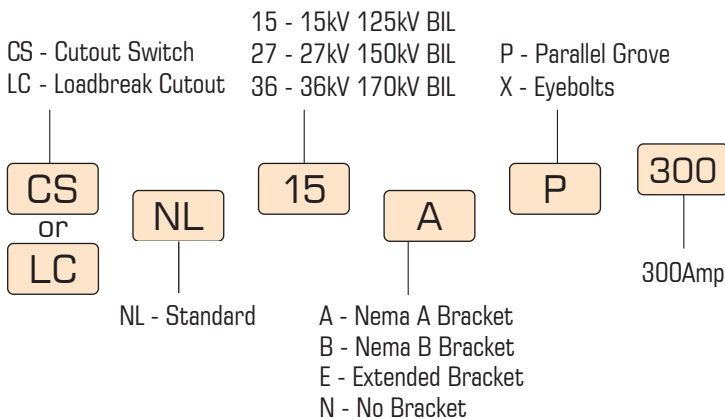 15 - 15kV 125kV BIL
27 - 27kV 150kV BIL
36 - 36kV 170kV BIL
CS - Cutout Switch
LC - Loadbreak Cutout
P - Parallel Grove
X - Eyebolts
CS
or
LC
NL
15
A
P
300
NL - Standard
A - Nema A Bracket
B - Nema B Bracket
E - Extended Bracket
N - No Bracket
300Amp